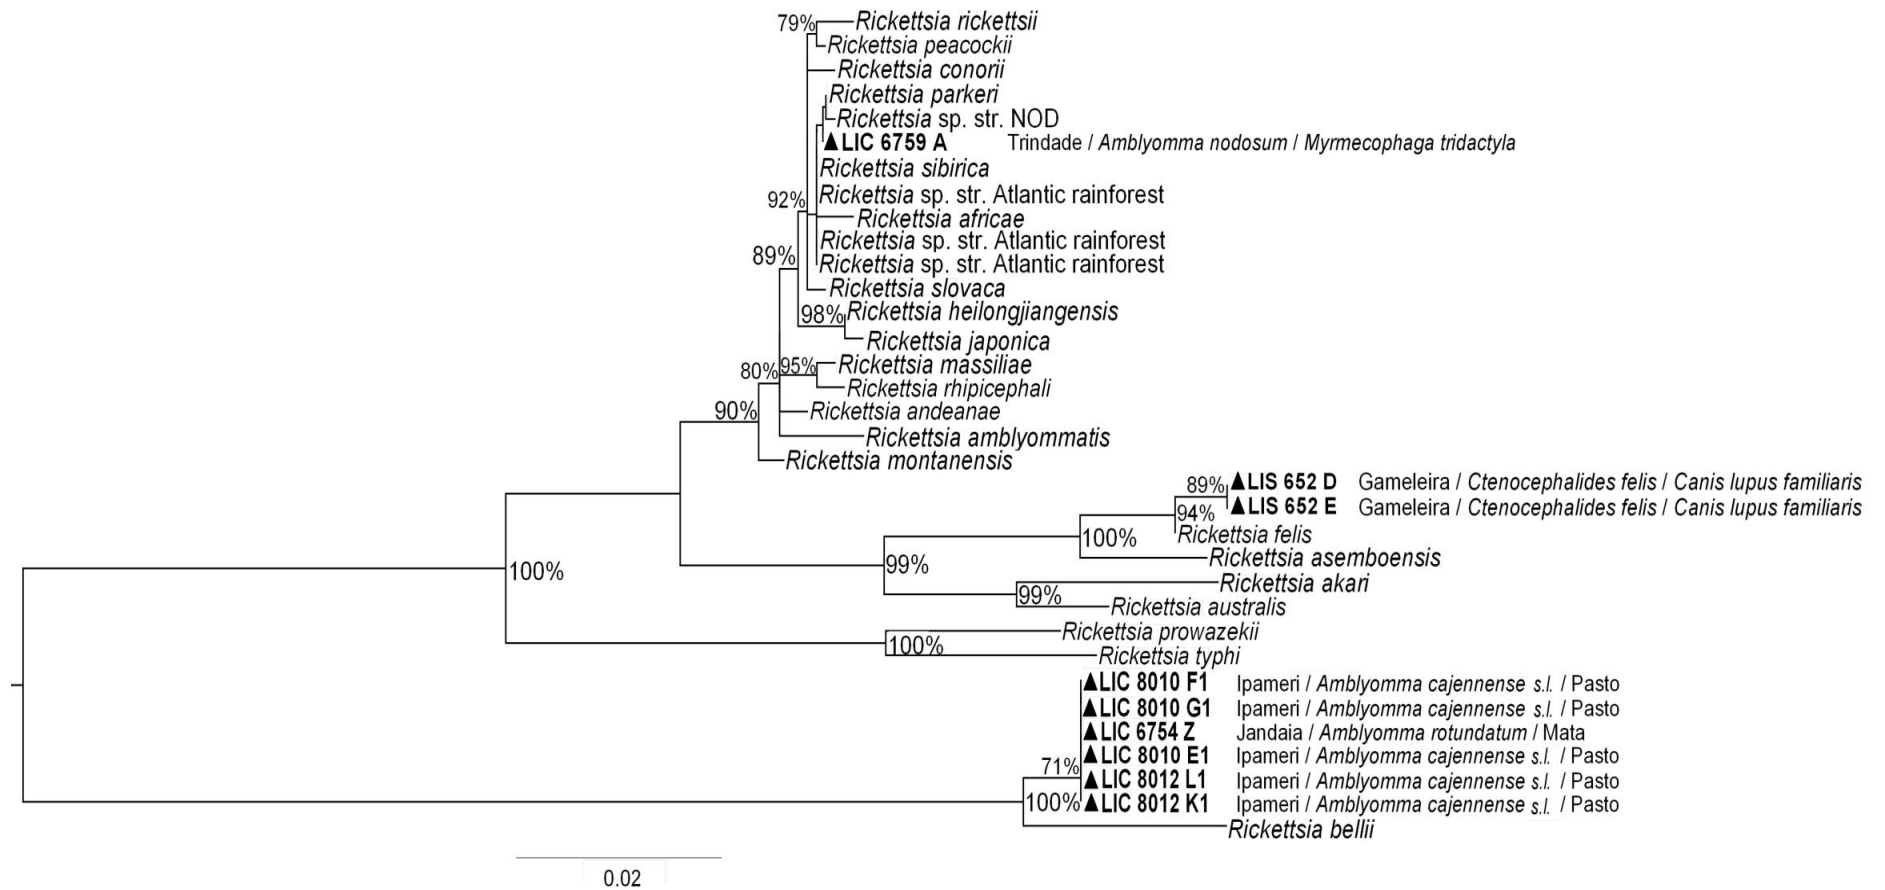 79%
Rickettsia rickettsii
Rickettsia peacockii
Rickettsia conorii
Rickettsia parkeri
Rickettsia sp. str. NOD
▲LIC 6759 A Trindade / Amblyomma nodosum / Myrmecophaga tridactyla
Rickettsia sibirica
92% Rickettsia sp. str. Atlantic rainforest
Rickettsia africae
Rickettsia sp. str. Atlantic rainforest
89% Rickettsia sp. str. Atlantic rainforest
Rickettsia slovaca
98% Rickettsia heilongjiangensis
Rickettsia japonica
80% 95% Rickettsia massiliae
Rickettsia rhipicephali
90% Rickettsia andeanae
Rickettsia amblyommatis
Rickettsia montanensis
89% ▲LIS 652 D Gameleira / Ctenocephalides felis / Canis lupus familiaris
94% ▲LIS 652 E Gameleira / Ctenocephalides felis / Canis lupus familiaris
100% Rickettsia felis
Rickettsia asemboensis
100% 99% Rickettsia akari
99% Rickettsia australis
Rickettsia prowazekii
100% Rickettsia typhi
▲LIC 8010 F1 Ipameri / Amblyomma cajennense s.l. / Pasto
▲LIC 8010 G1 Ipameri / Amblyomma cajennense s.l. / Pasto
▲LIC 6754 Z Jandaia / Amblyomma rotundatum / Mata
▲LIC 8010 E1 Ipameri / Amblyomma cajennense s.l. / Pasto
71% ▲LIC 8012 L1 Ipameri / Amblyomma cajennense s.l. / Pasto
100% ▲LIC 8012 K1 Ipameri / Amblyomma cajennense s.l. / Pasto
Rickettsia bellii
0.02